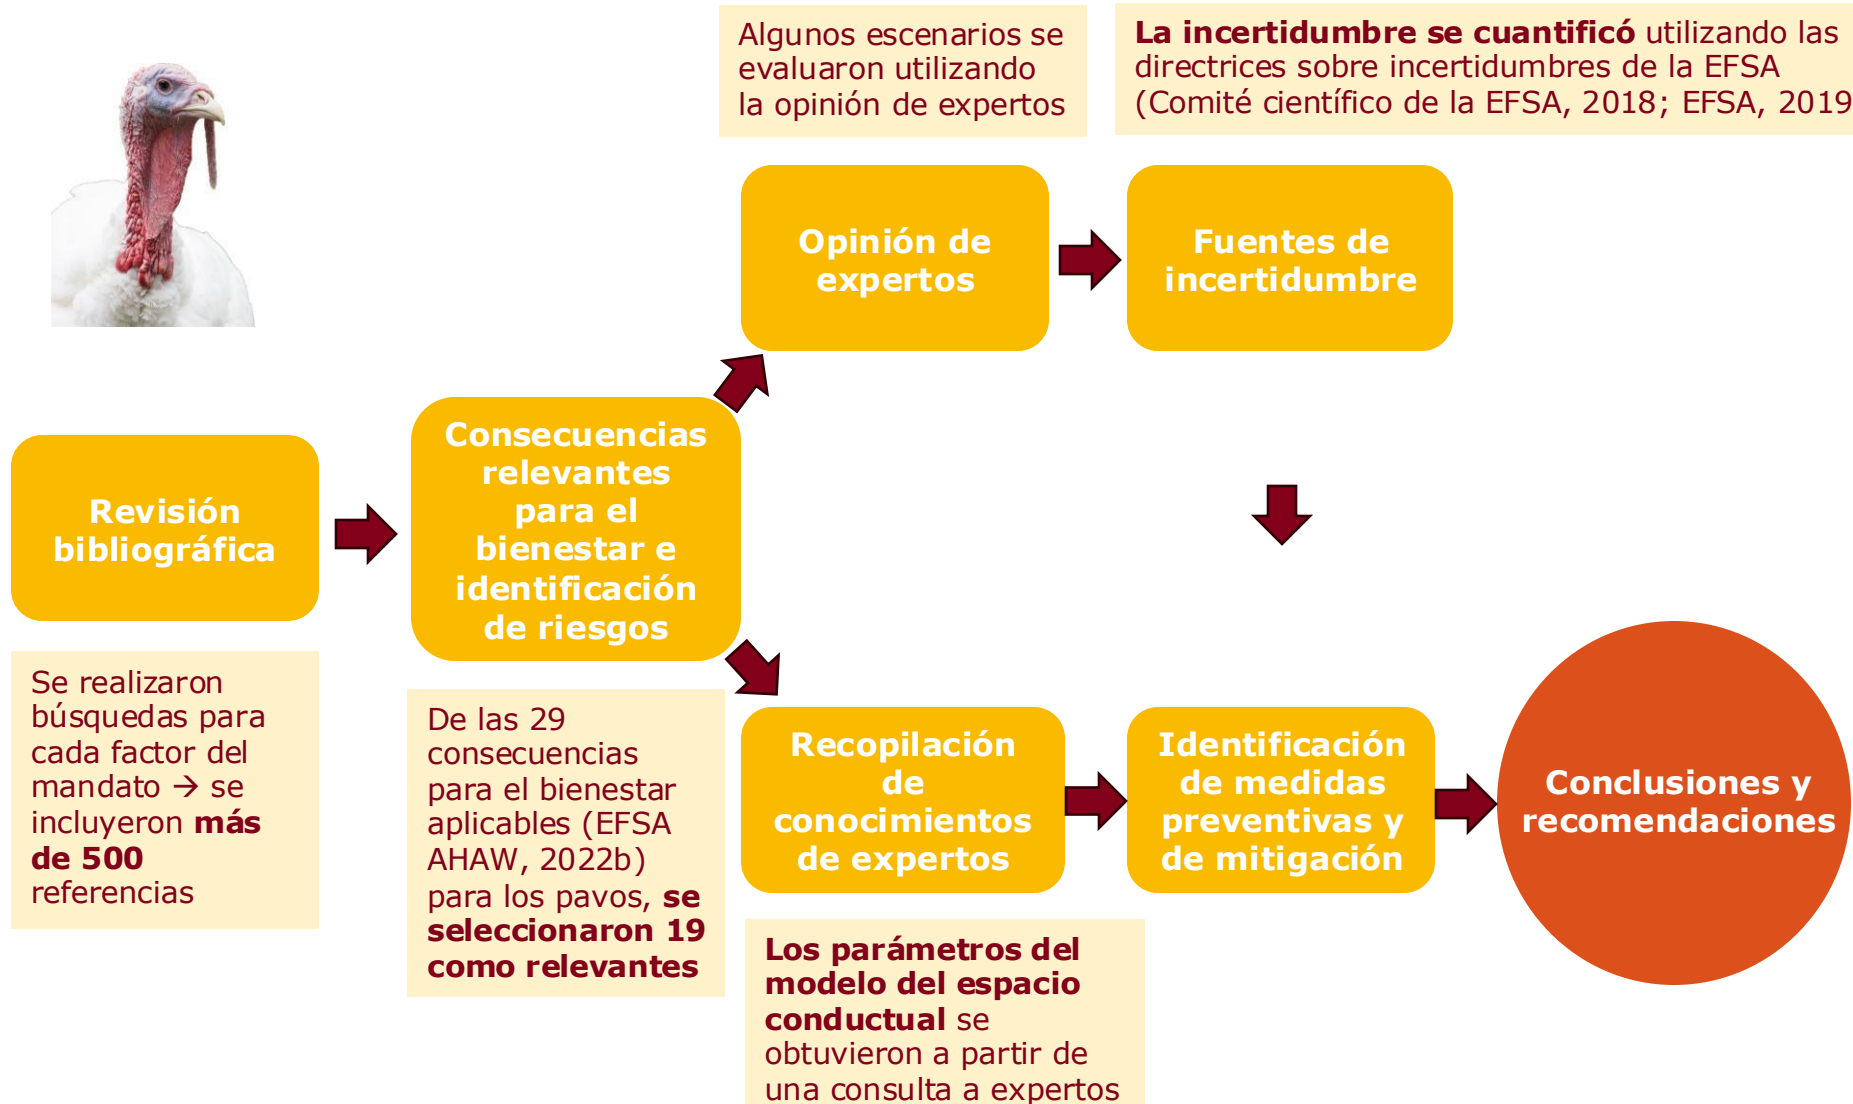 Algunos escenarios se
evaluaron utilizando
la opinión de expertos
La incertidumbre se cuantificó utilizando las
directrices sobre incertidumbres de la EFSA
(Comité científico de la EFSA, 2018; EFSA, 2019
Opinión de
expertos
Fuentes de
incertidumbre
Revisión
bibliográfica
Consecuencias
relevantes
para el
bienestar e
identificación
de riesgos
Se realizaron
búsquedas para
cada factor del
mandato → se
incluyeron más
de 500
referencias
De las 29
consecuencias
para el bienestar
aplicables (EFSA
AHAW, 2022b)
para los pavos, se
seleccionaron 19
como relevantes
Recopilación
de
conocimientos
de expertos
Identificación
de medidas
preventivas y
de mitigación
Conclusiones y
recomendaciones
Los parámetros del
modelo del espacio
conductual se
obtuvieron a partir de
una consulta a expertos